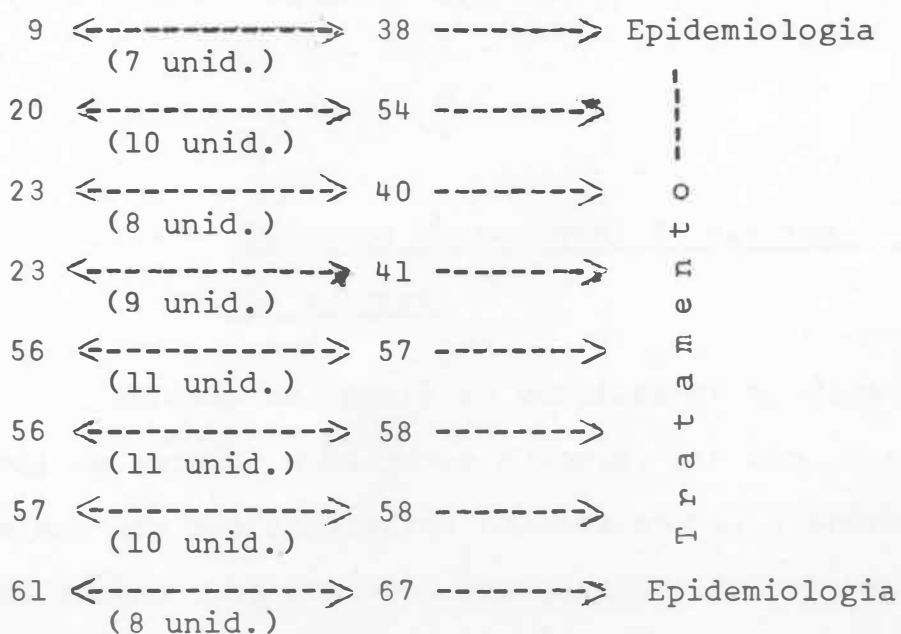 9 <--------> 38 -------> Epidemiologia
(7 unid.)
20 <--------> 54 ------->
(10 unid.)
23 <--------> 40 ------->
(8 unid.)
23 <--------> 41 ------->
(9 unid.)
56 <--------> 57 ------->
(11 unid.)
56 <--------> 58 ------->
(11 unid.)
57 <--------> 58 ------->
(10 unid.)
Tratamento
61 <--------> 67 -------> Epidemiologia
(8 unid.)